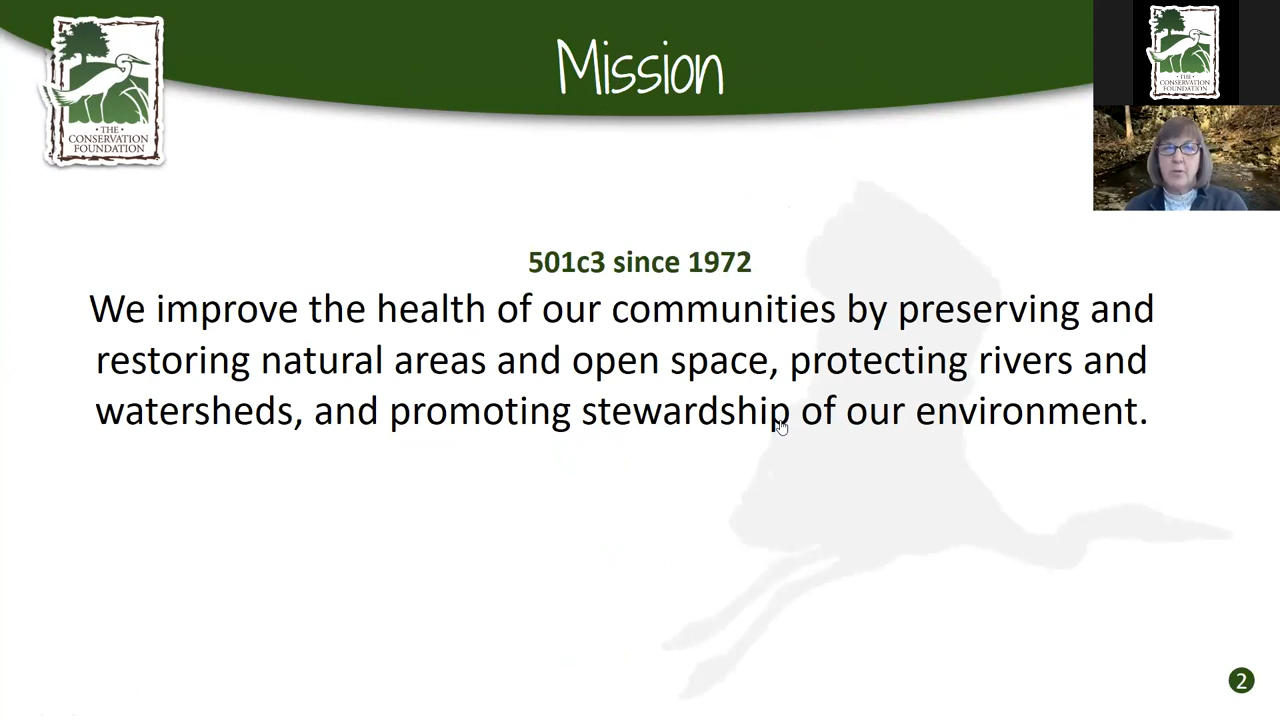 Mission
· THE ·
CONSERVATION
FOUNDATION
· THE ·
CONSERVATION
FOUNDATION
501c3 since 1972
We improve the health of our communities by preserving and
restoring natural areas and open space, protecting rivers and
watersheds, and promoting stewardship of our environment.
2